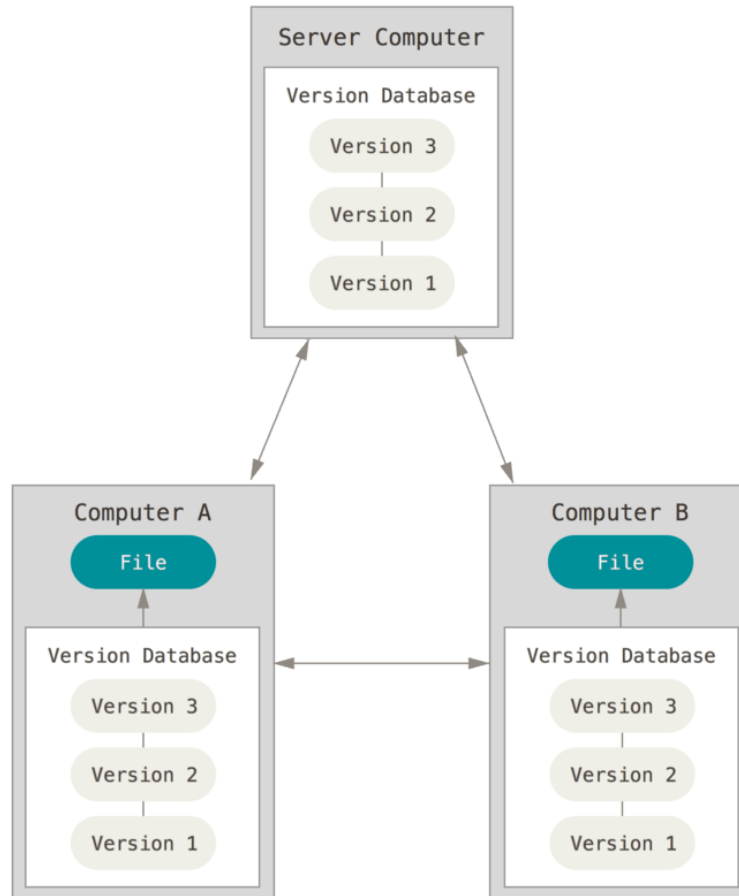 Server Computer
Version Database
Version 3
Version 2
Version 1
Computer A
File
Version Database
Version 3
Version 2
Version 1
Computer B
File
Version Database
Version 3
Version 2
Version 1